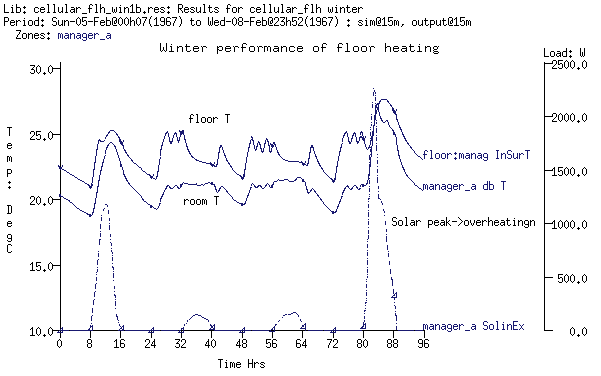 Lib: cellular_flh_win1b.res: Results for cellular_flh winter
Period: Sun-05-Feb@00h07(1967) to Wed-08-Feb@23h52(1967) : sim@15m, output@15m
Zones: manager_a
Winter performance of floor heating
Load: W
30.0
25.0
20.0
15.0
10.0
Temp: DegC
2500.0
2000.0
1500.0
1000.0
500.0
0.0
floor T
room T
floor:manag InSurT
manager_a db T
Solar peak->overheatingn
manager_a SolinEx
0 8 16 24 32 40 48 56 64 72 80 88 96
Time Hrs